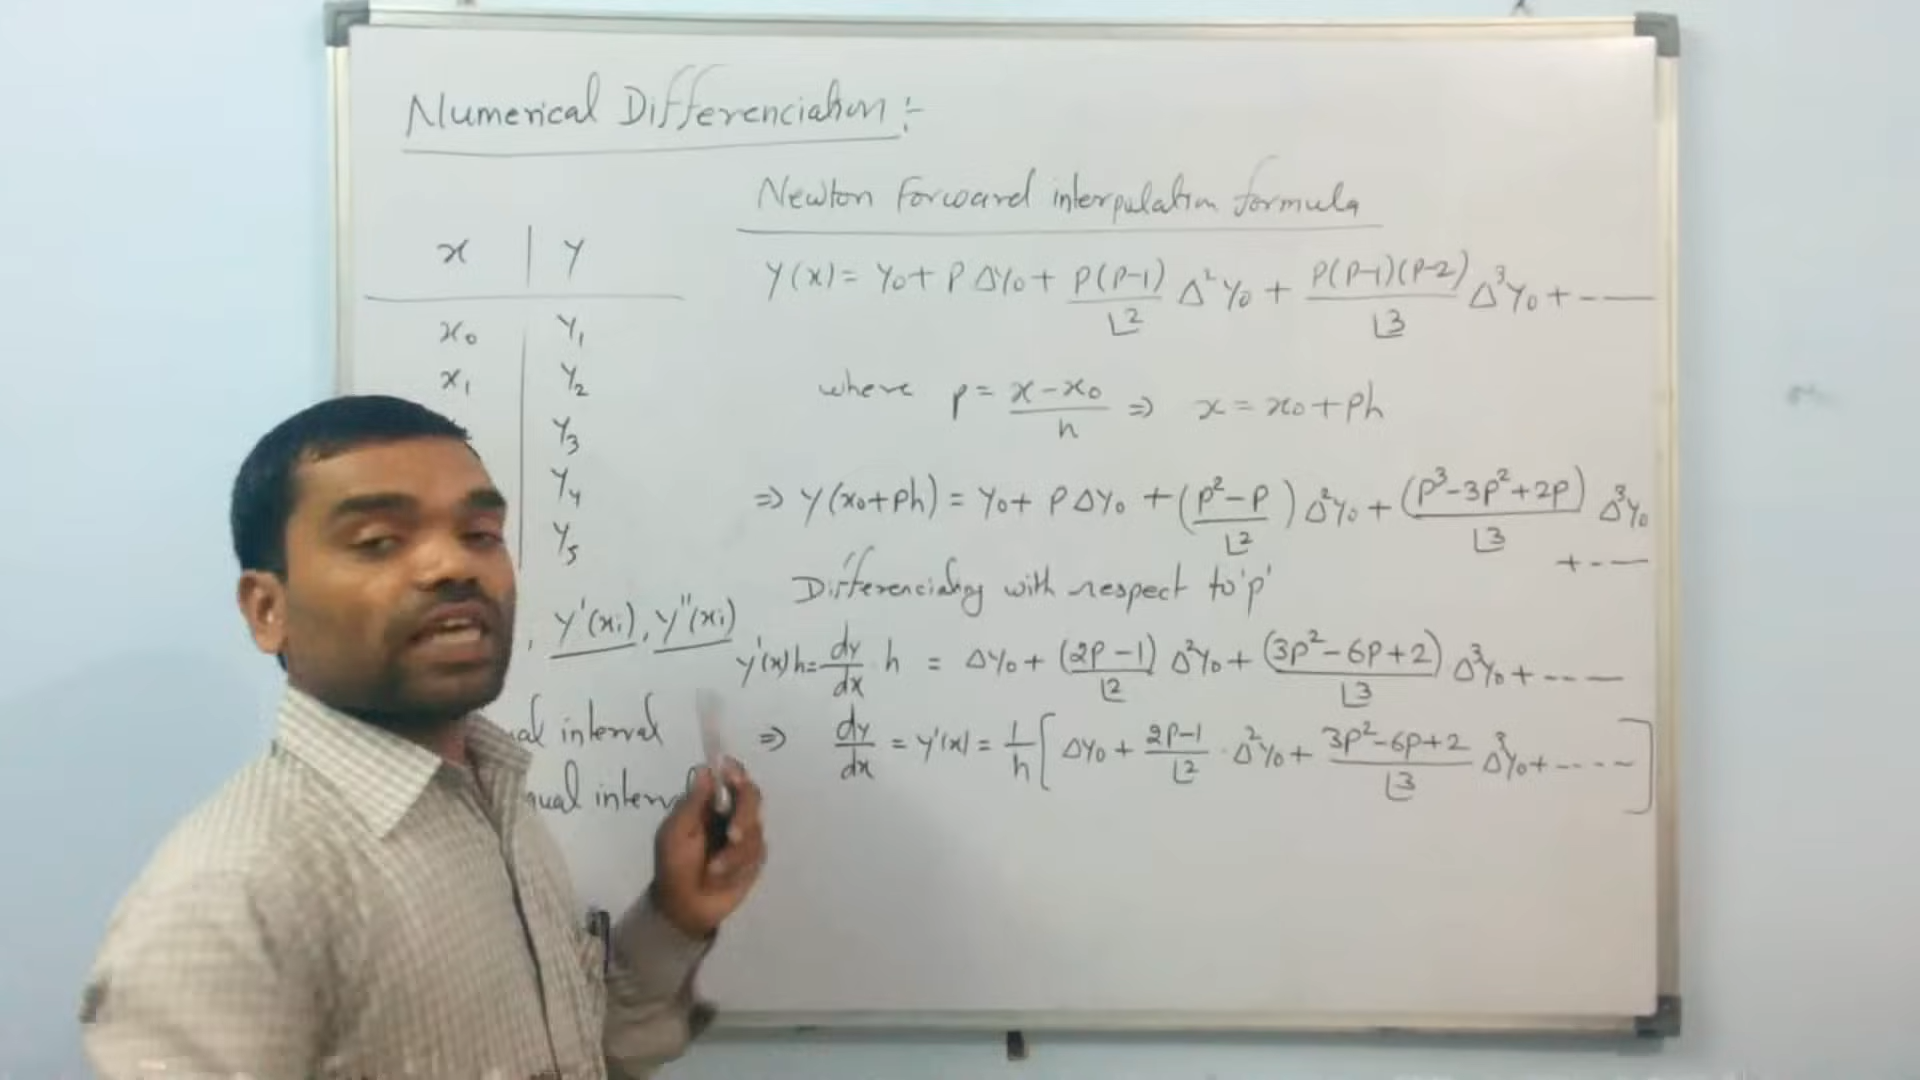 Numerical Differenciation :-
x | y
x₀ y₁
x₁ y₂
y₃
y₄
y₅
, y'(xᵢ), y''(xᵢ)
interval
interv
Newton Forward interpolation formula
y(x) = y₀ + P Δy₀ + P(P-1)/⌊2 Δ²y₀ + P(P-1)(P-2)/⌊3 Δ³y₀ + - —
where p = x - x₀/h ⇒ x = x₀ + Ph
⇒ y(x₀+Ph) = y₀ + P Δy₀ + (P² - P/⌊2) Δ²y₀ + (P³ - 3P² + 2P)/⌊3 Δ³y₀
+ - - —
Differenciating with respect to 'p'
y'(x)h = dy/dx · h = Δy₀ + (2P - 1)/⌊2 Δ²y₀ + (3P² - 6P + 2)/⌊3 Δ³y₀ + - - - —
⇒ dy/dx = y'(x) = 1/h [ Δy₀ + 2P-1/⌊2 · Δ²y₀ + 3P² - 6P + 2/⌊3 Δ³y₀ + - - - - ]